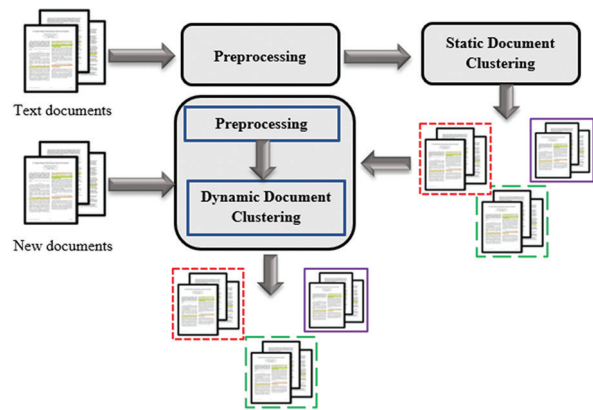 Preprocessing
Static Document
Clustering
Text documents
Preprocessing
Dynamic Document
Clustering
New documents